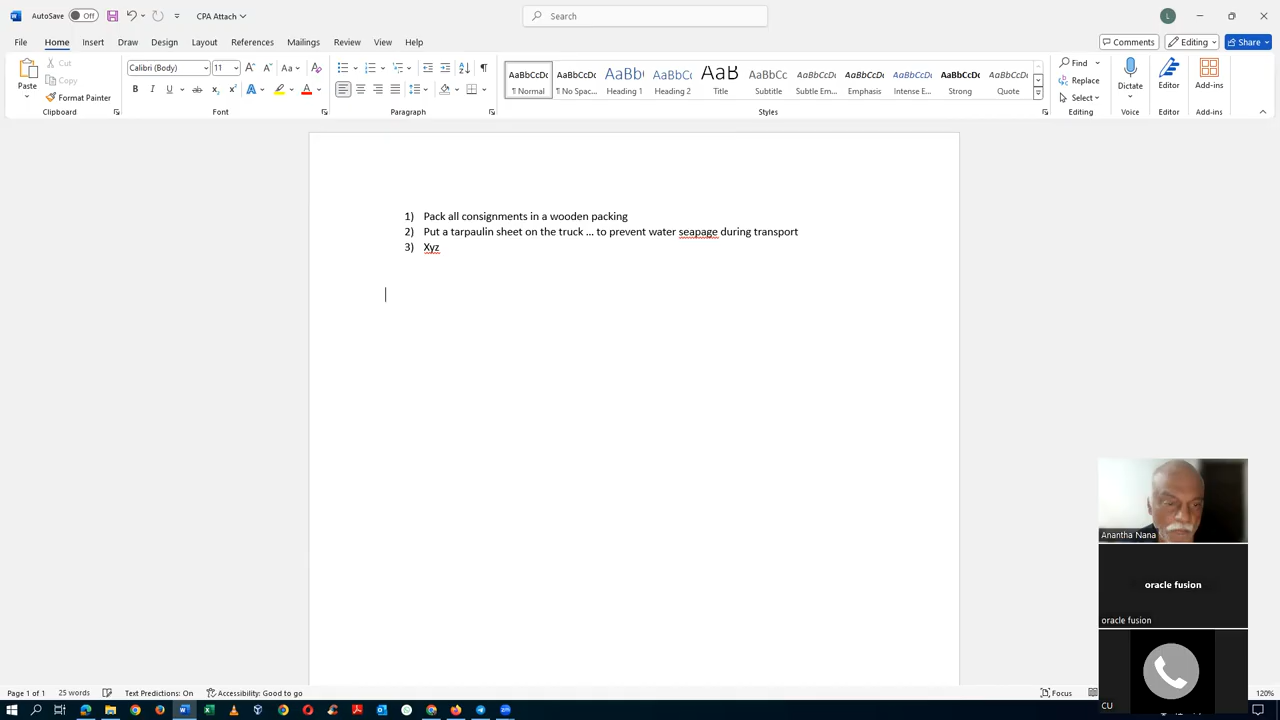 AutoSave Off CPA Attach Search L
File Home Insert Draw Design Layout References Mailings Review View Help Comments Editing Share
Paste Cut Copy Format Painter Clipboard
Calibri (Body) 11 Aa Font
Paragraph
AaBbCcDc ¶ Normal
AaBbCcDc ¶ No Spac...
AaBbC Heading 1
AaBbCc Heading 2
AaB Title
AaBbCc Subtitle
AaBbCcDc Subtle Em...
AaBbCcDc Emphasis
AaBbCcDc Intense E...
AaBbCcDc Strong
AaBbCcDc Quote
Styles
Find Replace Select Editing
Dictate Voice
Editor Editor
Add-ins Add-ins
1) Pack all consignments in a wooden packing
2) Put a tarpaulin sheet on the truck ... to prevent water seapage during transport
3) Xyz
Anantha Nana
oracle fusion
oracle fusion
CU
Page 1 of 1 25 words Text Predictions: On Accessibility: Good to go Focus 120%